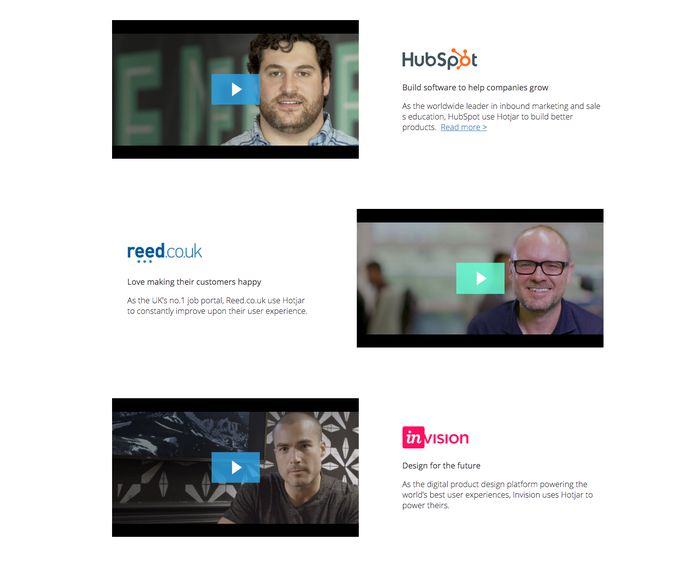 HubSpot
Build software to help companies grow
As the worldwide leader in inbound marketing and sale
s education, HubSpot use Hotjar to build better
products. Read more >
reed.co.uk
Love making their customers happy
As the UK's no.1 job portal, Reed.co.uk use Hotjar
to constantly improve upon their user experience.
invision
Design for the future
As the digital product design platform powering the
world's best user experiences, Invision uses Hotjar to
power theirs.